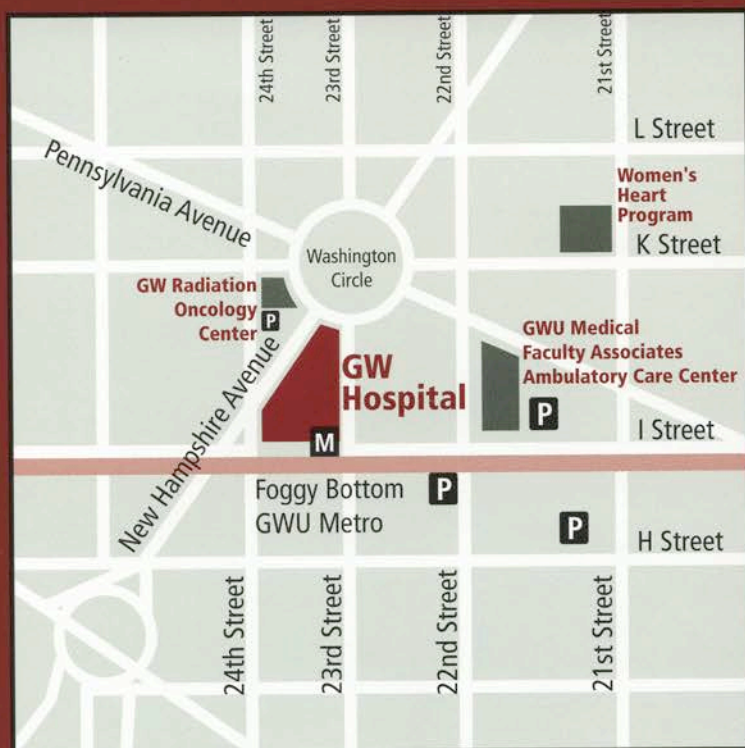 24th Street
23rd Street
22nd Street
21st Street
L Street
Pennsylvania Avenue
Women's
Heart
Program
K Street
Washington
Circle
GW Radiation
Oncology
Center
P
GWU Medical
Faculty Associates
Ambulatory Care Center
GW
Hospital
P
I Street
New Hampshire Avenue
M
Foggy Bottom
GWU Metro
P
P
H Street
24th Street
23rd Street
22nd Street
21st Street